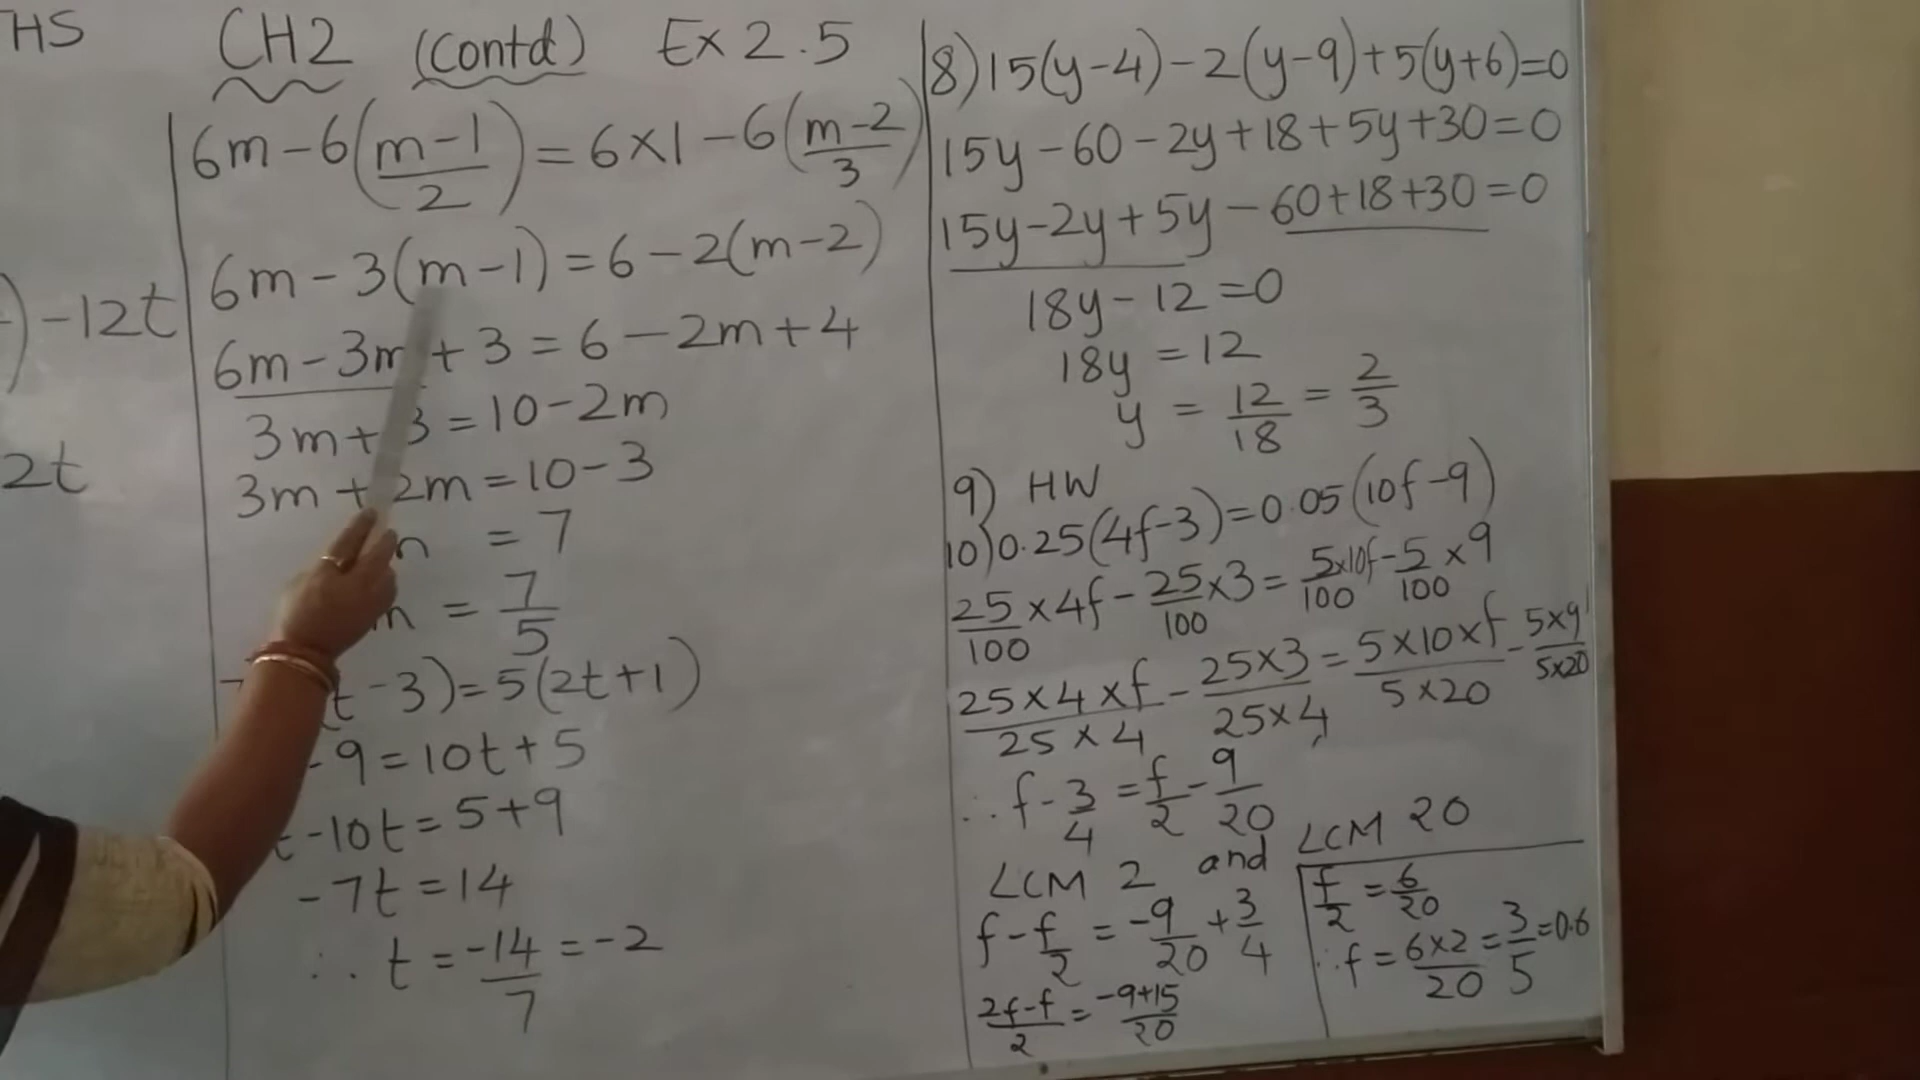 HS
CH2 (Contd) Ex 2.5
-12t
2t
6m - 6((m-1)/2) = 6×1 - 6((m-2)/3)
6m - 3(m-1) = 6 - 2(m-2)
6m - 3m + 3 = 6 - 2m + 4
3m + 3 = 10 - 2m
3m + 2m = 10 - 3
= 7
= 7/5
t - 3) = 5(2t+1)
- 9 = 10t + 5
- 10t = 5 + 9
- 7t = 14
∴ t = -14/7 = -2
8) 15(y-4) - 2(y-9) + 5(y+6) = 0
15y - 60 - 2y + 18 + 5y + 30 = 0
15y - 2y + 5y - 60 + 18 + 30 = 0
18y - 12 = 0
18y = 12
y = 12/18 = 2/3
9) HW
10) 0.25(4f-3) = 0.05(10f-9)
25/100 × 4f - 25/100 × 3 = 5×10f/100 - 5/100 × 9
25×4×f/25×4 - 25×3/25×4 = 5×10×f/5×20 - 5×9/5×20
∴ f - 3/4 = f/2 - 9/20
LCM 2 and LCM 20
f - f/2 = -9/20 + 3/4
2f-f/2 = -9+15/20
f/2 = 6/20
∴ f = 6×2/20 = 3/5 = 0.6